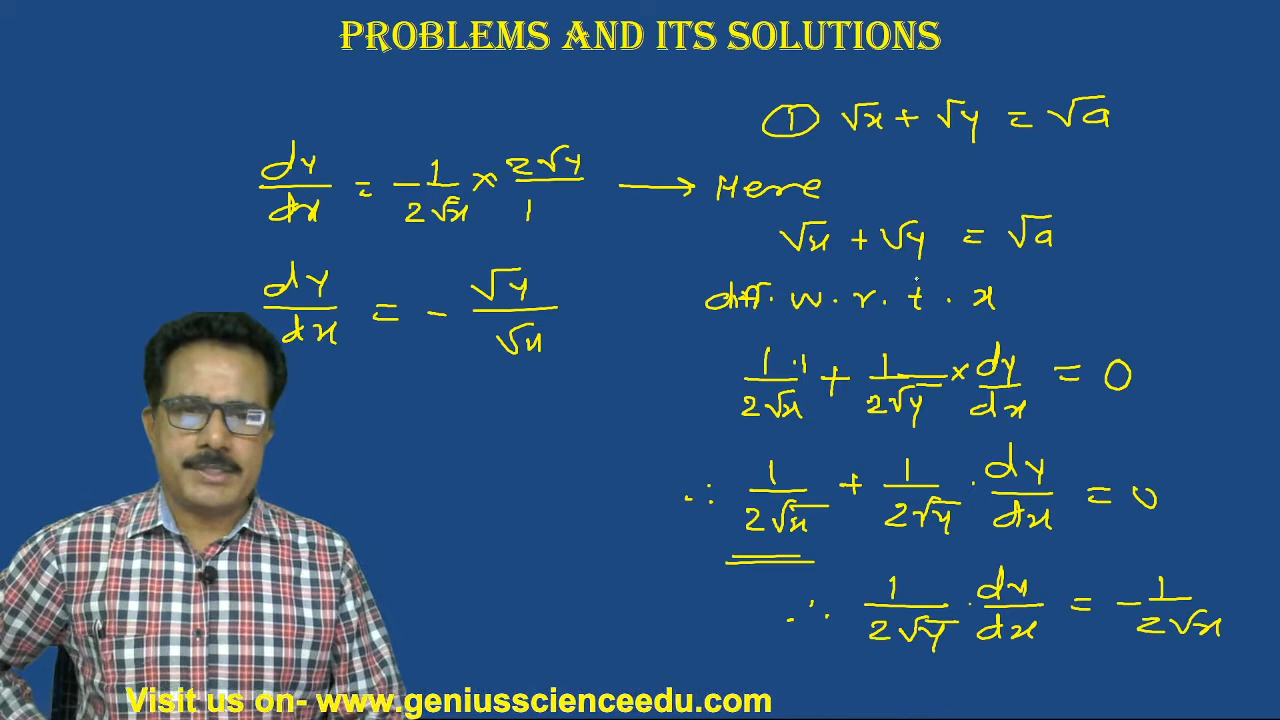 PROBLEMS AND ITS SOLUTIONS
① √x + √y = √a
Here
√x + √y = √a
diff. w.r.t.x
1/2√x · 1 + 1/2√y × dy/dx = 0
∴ 1/2√x + 1/2√y · dy/dx = 0
∴ 1/2√y · dy/dx = -1/2√x
dy/dx = -1/2√x × 2√y/1 →
dy/dx = - √y/√x
Visit us on- www.geniusscienceedu.com